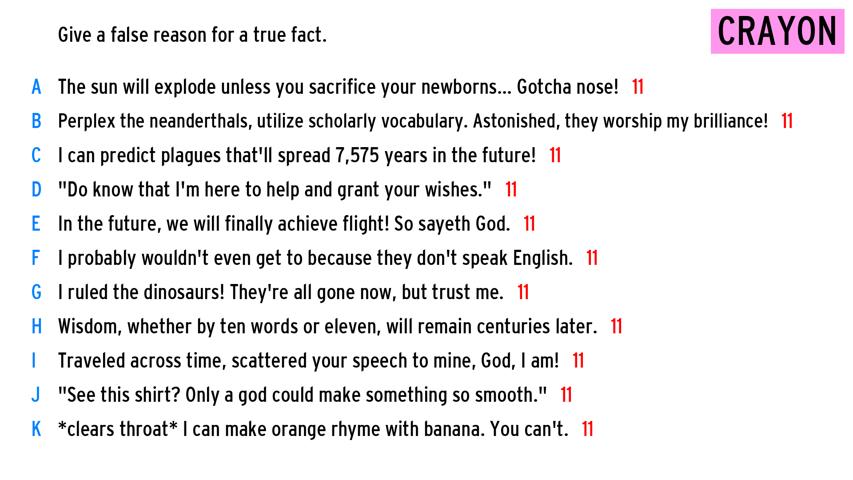 Give a false reason for a true fact.
CRAYON
A The sun will explode unless you sacrifice your newborns... Gotcha nose! 11
B Perplex the neanderthals, utilize scholarly vocabulary. Astonished, they worship my brilliance! 11
C I can predict plagues that'll spread 7,575 years in the future! 11
D "Do know that I'm here to help and grant your wishes." 11
E In the future, we will finally achieve flight! So sayeth God. 11
F I probably wouldn't even get to because they don't speak English. 11
G I ruled the dinosaurs! They're all gone now, but trust me. 11
H Wisdom, whether by ten words or eleven, will remain centuries later. 11
I Traveled across time, scattered your speech to mine, God, I am! 11
J "See this shirt? Only a god could make something so smooth." 11
K *clears throat* I can make orange rhyme with banana. You can't. 11